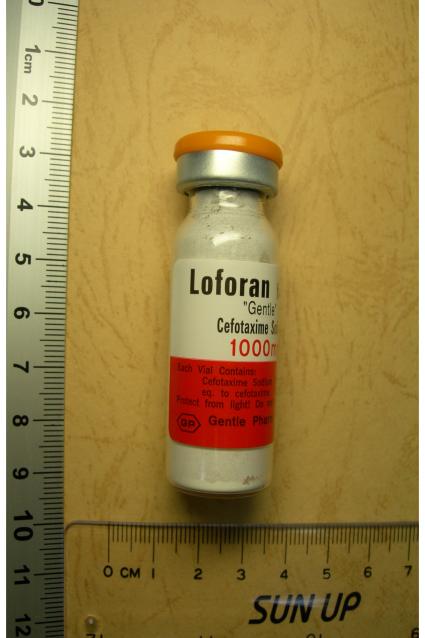 0
1cm
2
3
4
5
6
7
8
9
10
11
12
Loforan
"Gentle"
Cefotaxime
1000m
Each Vial Contains:
Cefotaxime Sodium
eq. to cefotaxime
Protect from light! Do
GP Gentle Phar
0 CM 1 2 3 4 5 6 7
SUN UP